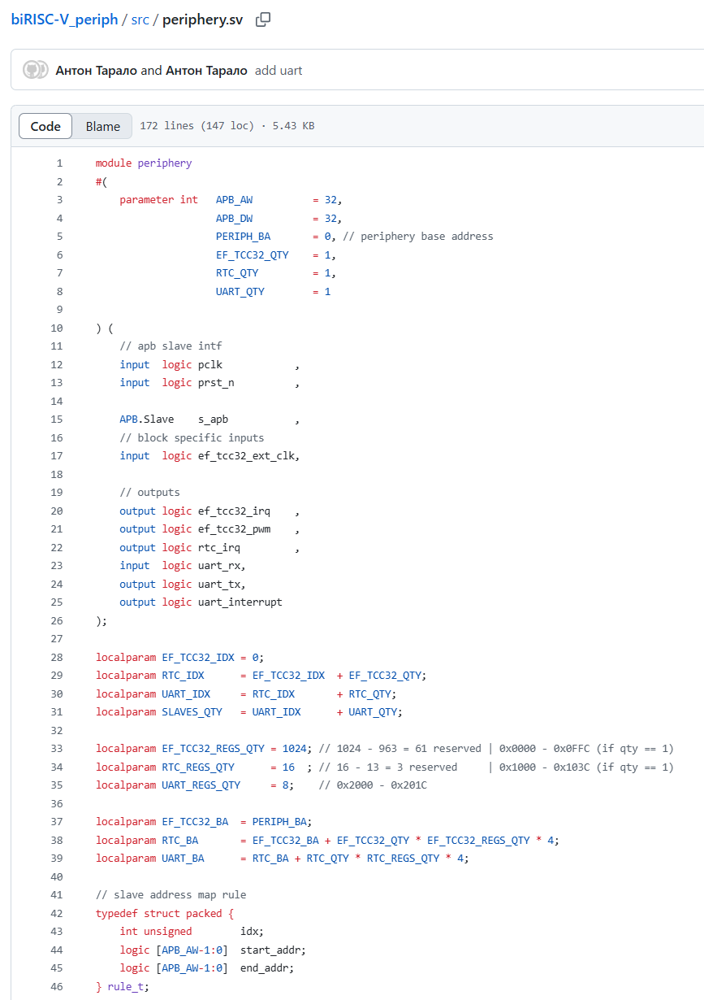 biRISC-V_periph / src / periphery.sv
Антон Тарало and Антон Тарало add uart
Code Blame 172 lines (147 loc) · 5.43 KB
1 module periphery
2 #(
3 parameter int APB_AW = 32,
4 APB_DW = 32,
5 PERIPH_BA = 0, // periphery base address
6 EF_TCC32_QTY = 1,
7 RTC_QTY = 1,
8 UART_QTY = 1
9
10 ) (
11 // apb slave intf
12 input logic pclk ,
13 input logic prst_n ,
14
15 APB.Slave s_apb ,
16 // block specific inputs
17 input logic ef_tcc32_ext_clk,
18
19 // outputs
20 output logic ef_tcc32_irq ,
21 output logic ef_tcc32_pwm ,
22 output logic rtc_irq ,
23 input logic uart_rx,
24 output logic uart_tx,
25 output logic uart_interrupt
26 );
27
28 localparam EF_TCC32_IDX = 0;
29 localparam RTC_IDX = EF_TCC32_IDX + EF_TCC32_QTY;
30 localparam UART_IDX = RTC_IDX + RTC_QTY;
31 localparam SLAVES_QTY = UART_IDX + UART_QTY;
32
33 localparam EF_TCC32_REGS_QTY = 1024; // 1024 - 963 = 61 reserved | 0x0000 - 0x0FFC (if qty == 1)
34 localparam RTC_REGS_QTY = 16 ; // 16 - 13 = 3 reserved | 0x1000 - 0x103C (if qty == 1)
35 localparam UART_REGS_QTY = 8; // 0x2000 - 0x201C
36
37 localparam EF_TCC32_BA = PERIPH_BA;
38 localparam RTC_BA = EF_TCC32_BA + EF_TCC32_QTY * EF_TCC32_REGS_QTY * 4;
39 localparam UART_BA = RTC_BA + RTC_QTY * RTC_REGS_QTY * 4;
40
41 // slave address map rule
42 typedef struct packed {
43 int unsigned idx;
44 logic [APB_AW-1:0] start_addr;
45 logic [APB_AW-1:0] end_addr;
46 } rule_t;